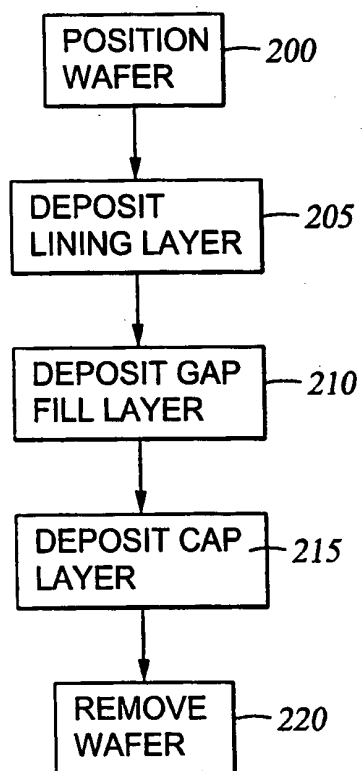 POSITION
WAFER
200
DEPOSIT
LINING LAYER
205
DEPOSIT GAP
FILL LAYER
210
DEPOSIT CAP
LAYER
215
REMOVE
WAFER
220